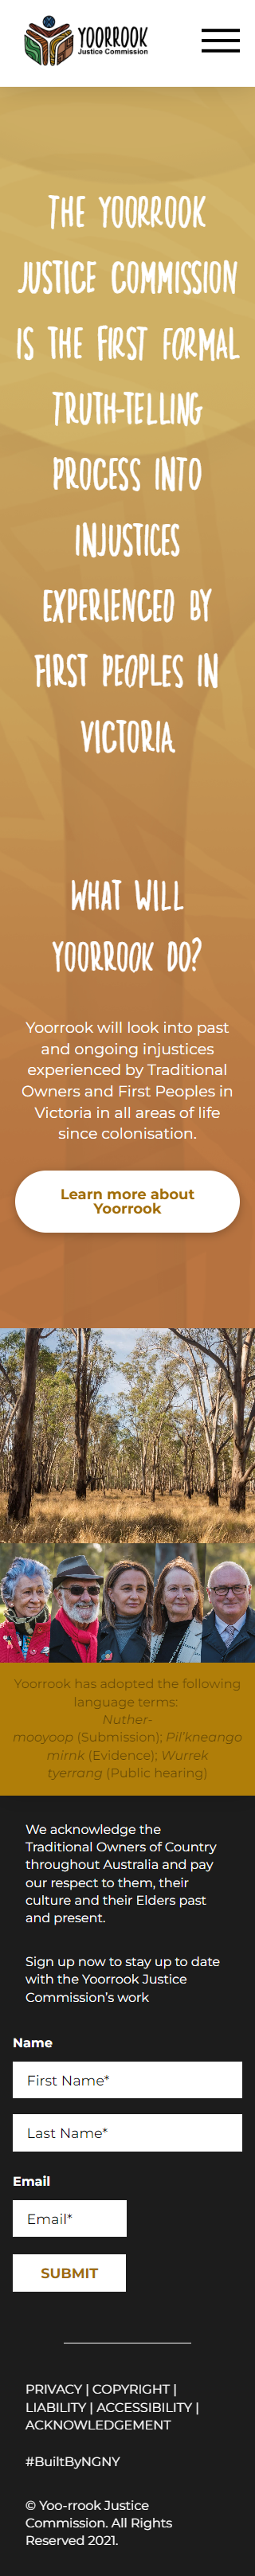 YOORROOK
Justice Commission
THE YOORROOK
JUSTICE COMMISSION
IS THE FIRST FORMAL
TRUTH-TELLING
PROCESS INTO
INJUSTICES
EXPERIENCED BY
FIRST PEOPLES IN
VICTORIA
WHAT WILL
YOORROOK DO?
Yoorrook will look into past
and ongoing injustices
experienced by Traditional
Owners and First Peoples in
Victoria in all areas of life
since colonisation.
Learn more about
Yoorrook
Yoorrook has adopted the following
language terms:
Nuther-
mooyoop (Submission); Pil’kneango
mirnk (Evidence); Wurrek
tyerrang (Public hearing)
We acknowledge the
Traditional Owners of Country
throughout Australia and pay
our respect to them, their
culture and their Elders past
and present.
Sign up now to stay up to date
with the Yoorrook Justice
Commission’s work
Name
First Name*
Last Name*
Email
Email*
SUBMIT
PRIVACY | COPYRIGHT |
LIABILITY | ACCESSIBILITY |
ACKNOWLEDGEMENT
#BuiltByNGNY
© Yoo-rrook Justice
Commission. All Rights
Reserved 2021.